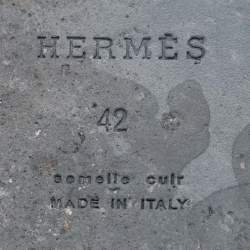 HERMÈS
42
semelle cuir
MADE IN ITALY